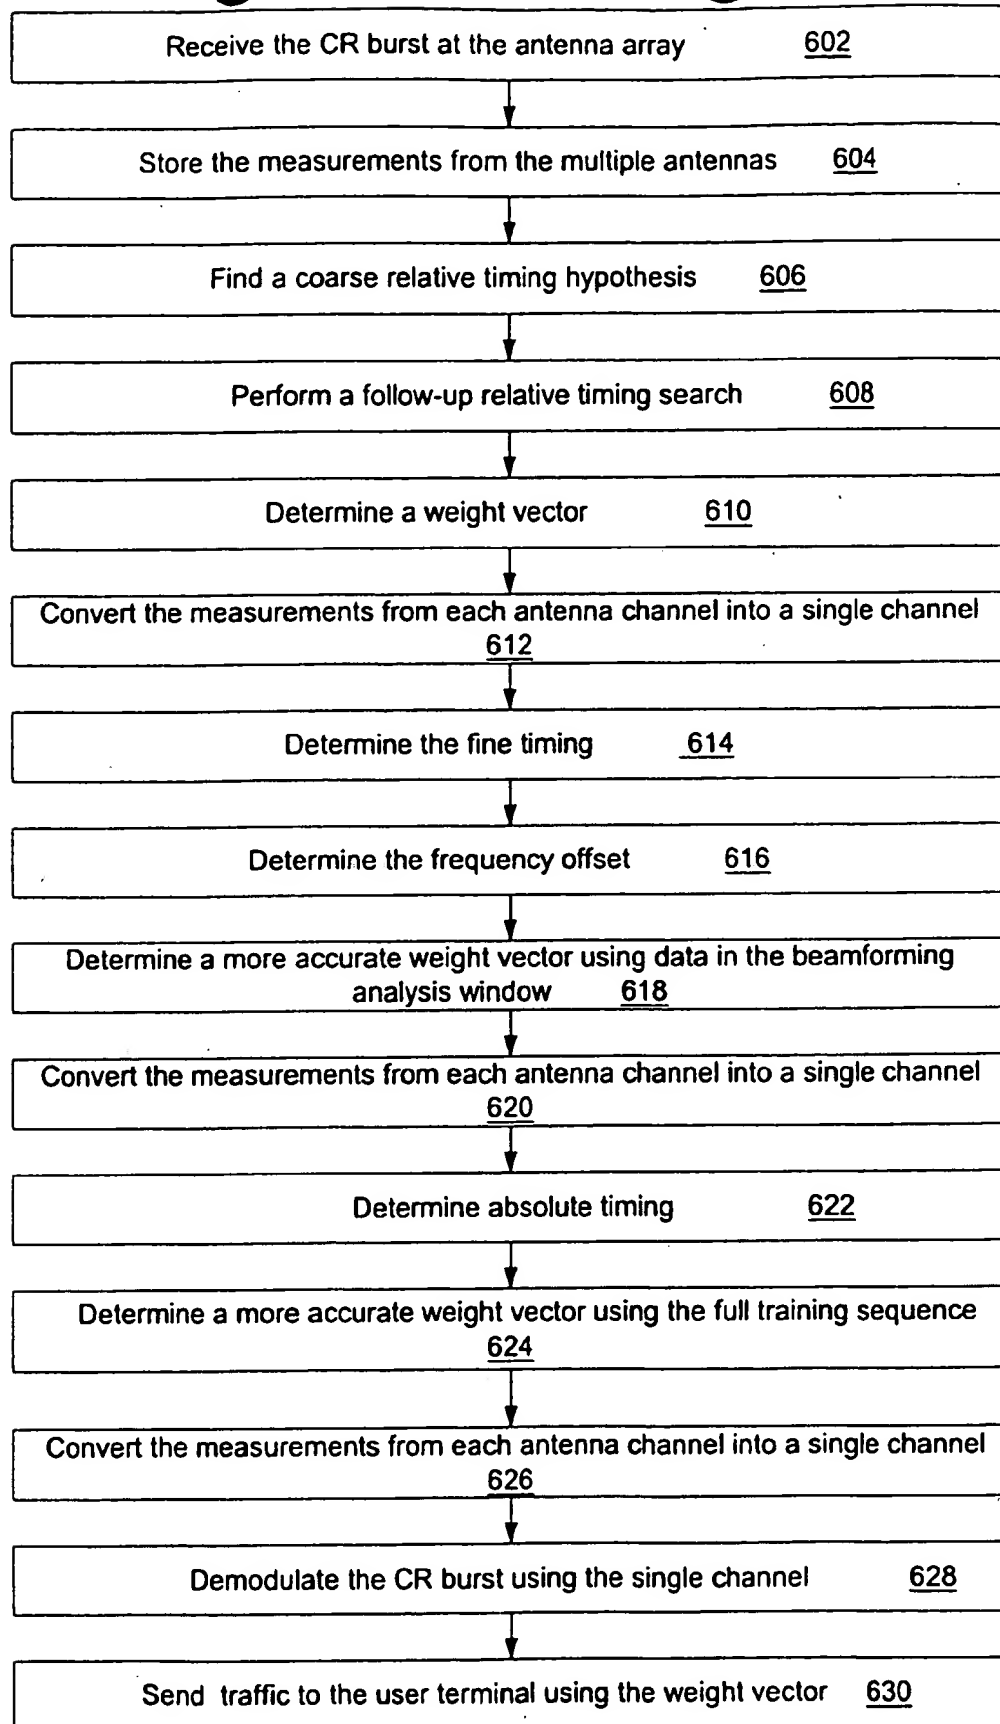 Receive the CR burst at the antenna array 602
Store the measurements from the multiple antennas 604
Find a coarse relative timing hypothesis 606
Perform a follow-up relative timing search 608
Determine a weight vector 610
Convert the measurements from each antenna channel into a single channel
612
Determine the fine timing 614
Determine the frequency offset 616
Determine a more accurate weight vector using data in the beamforming
analysis window 618
Convert the measurements from each antenna channel into a single channel
620
Determine absolute timing 622
Determine a more accurate weight vector using the full training sequence
624
Convert the measurements from each antenna channel into a single channel
626
Demodulate the CR burst using the single channel 628
Send traffic to the user terminal using the weight vector 630